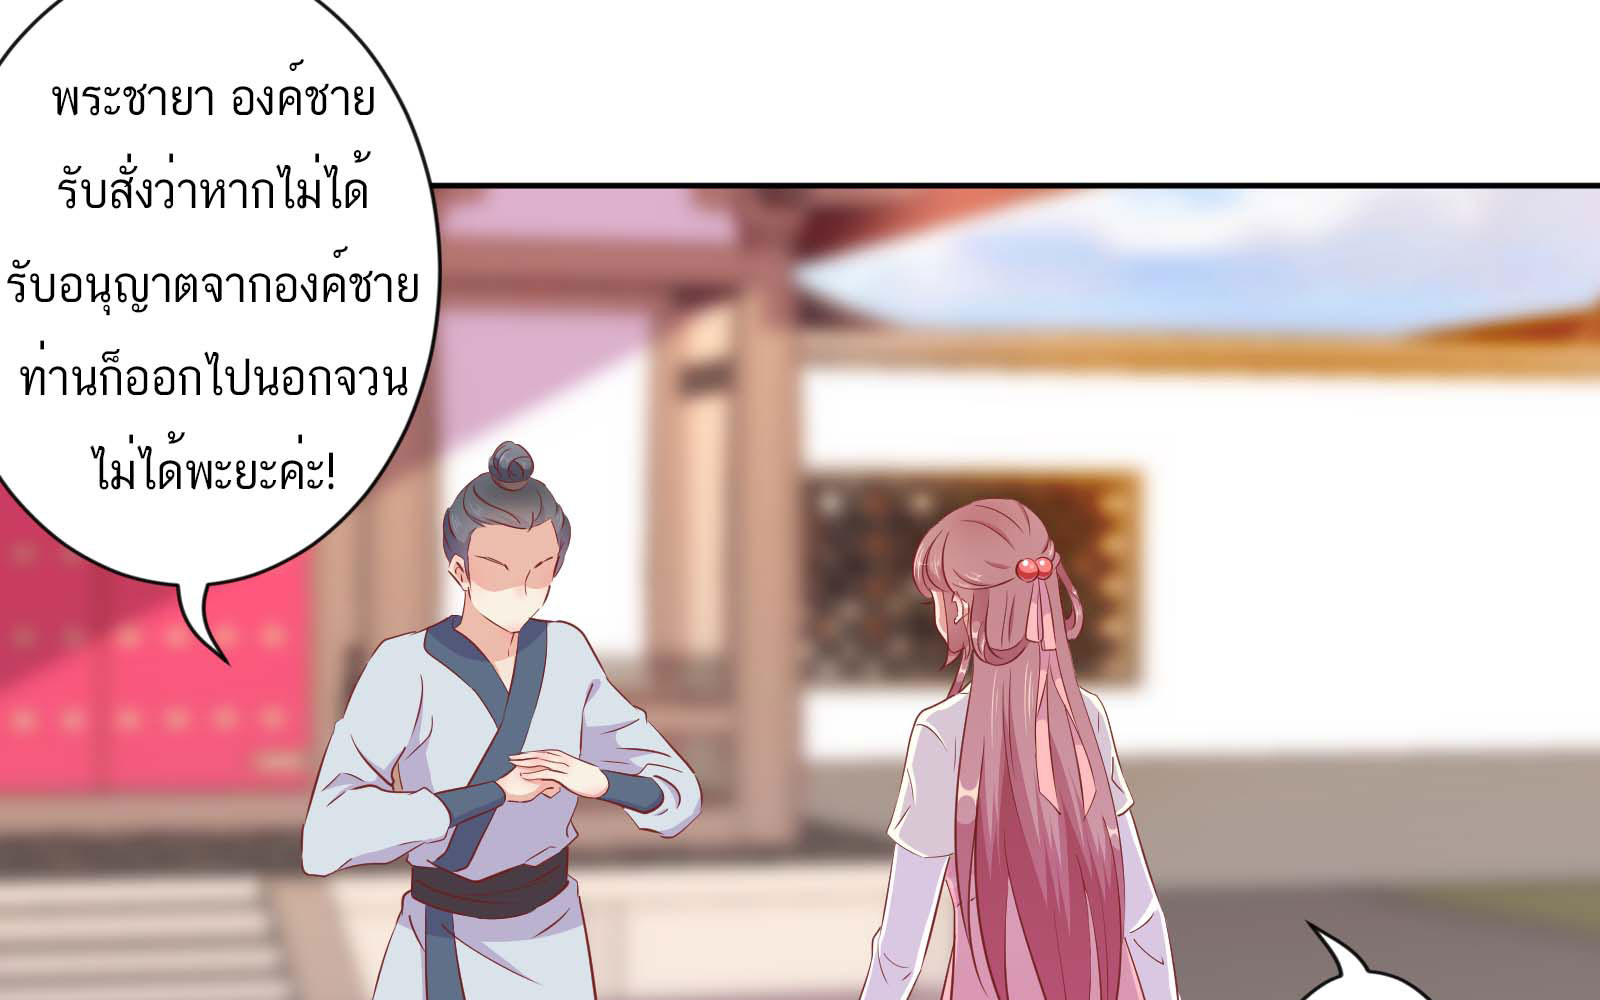 พระชายา องค์ชาย
รับสั่งว่าหากไม่ได้
รับอนุญาตจากองค์ชาย
ท่านก็ออกไปนอกจวน
ไม่ได้พะยะค่ะ!